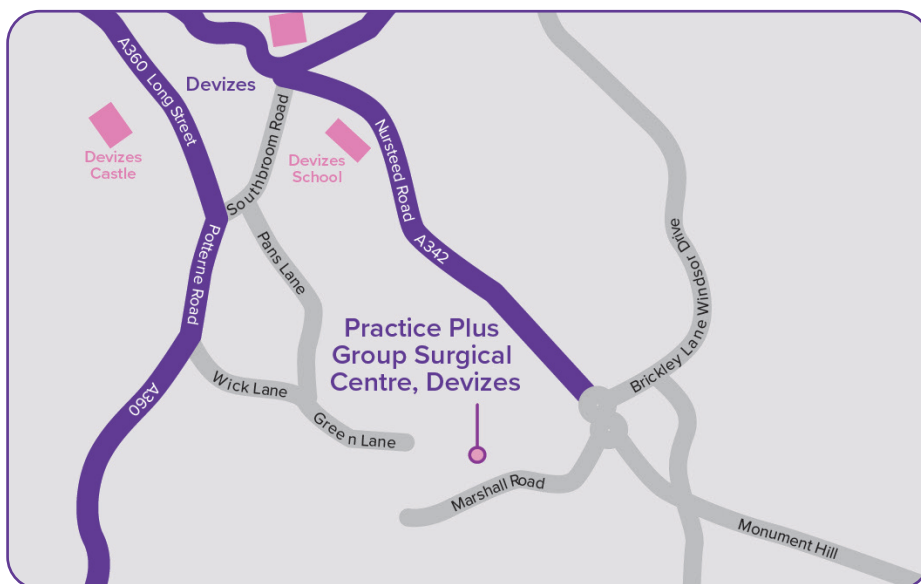 A360 Long Street
Devizes
Devizes
Castle
Southbroom Road
Devizes
School
Nursteed Road
A342
Potterne Road
A360
Pans Lane
Wick Lane
Green Lane
Practice Plus
Group Surgical
Centre, Devizes
Marshall Road
Brickley Lane
Windsor Drive
Monument Hill